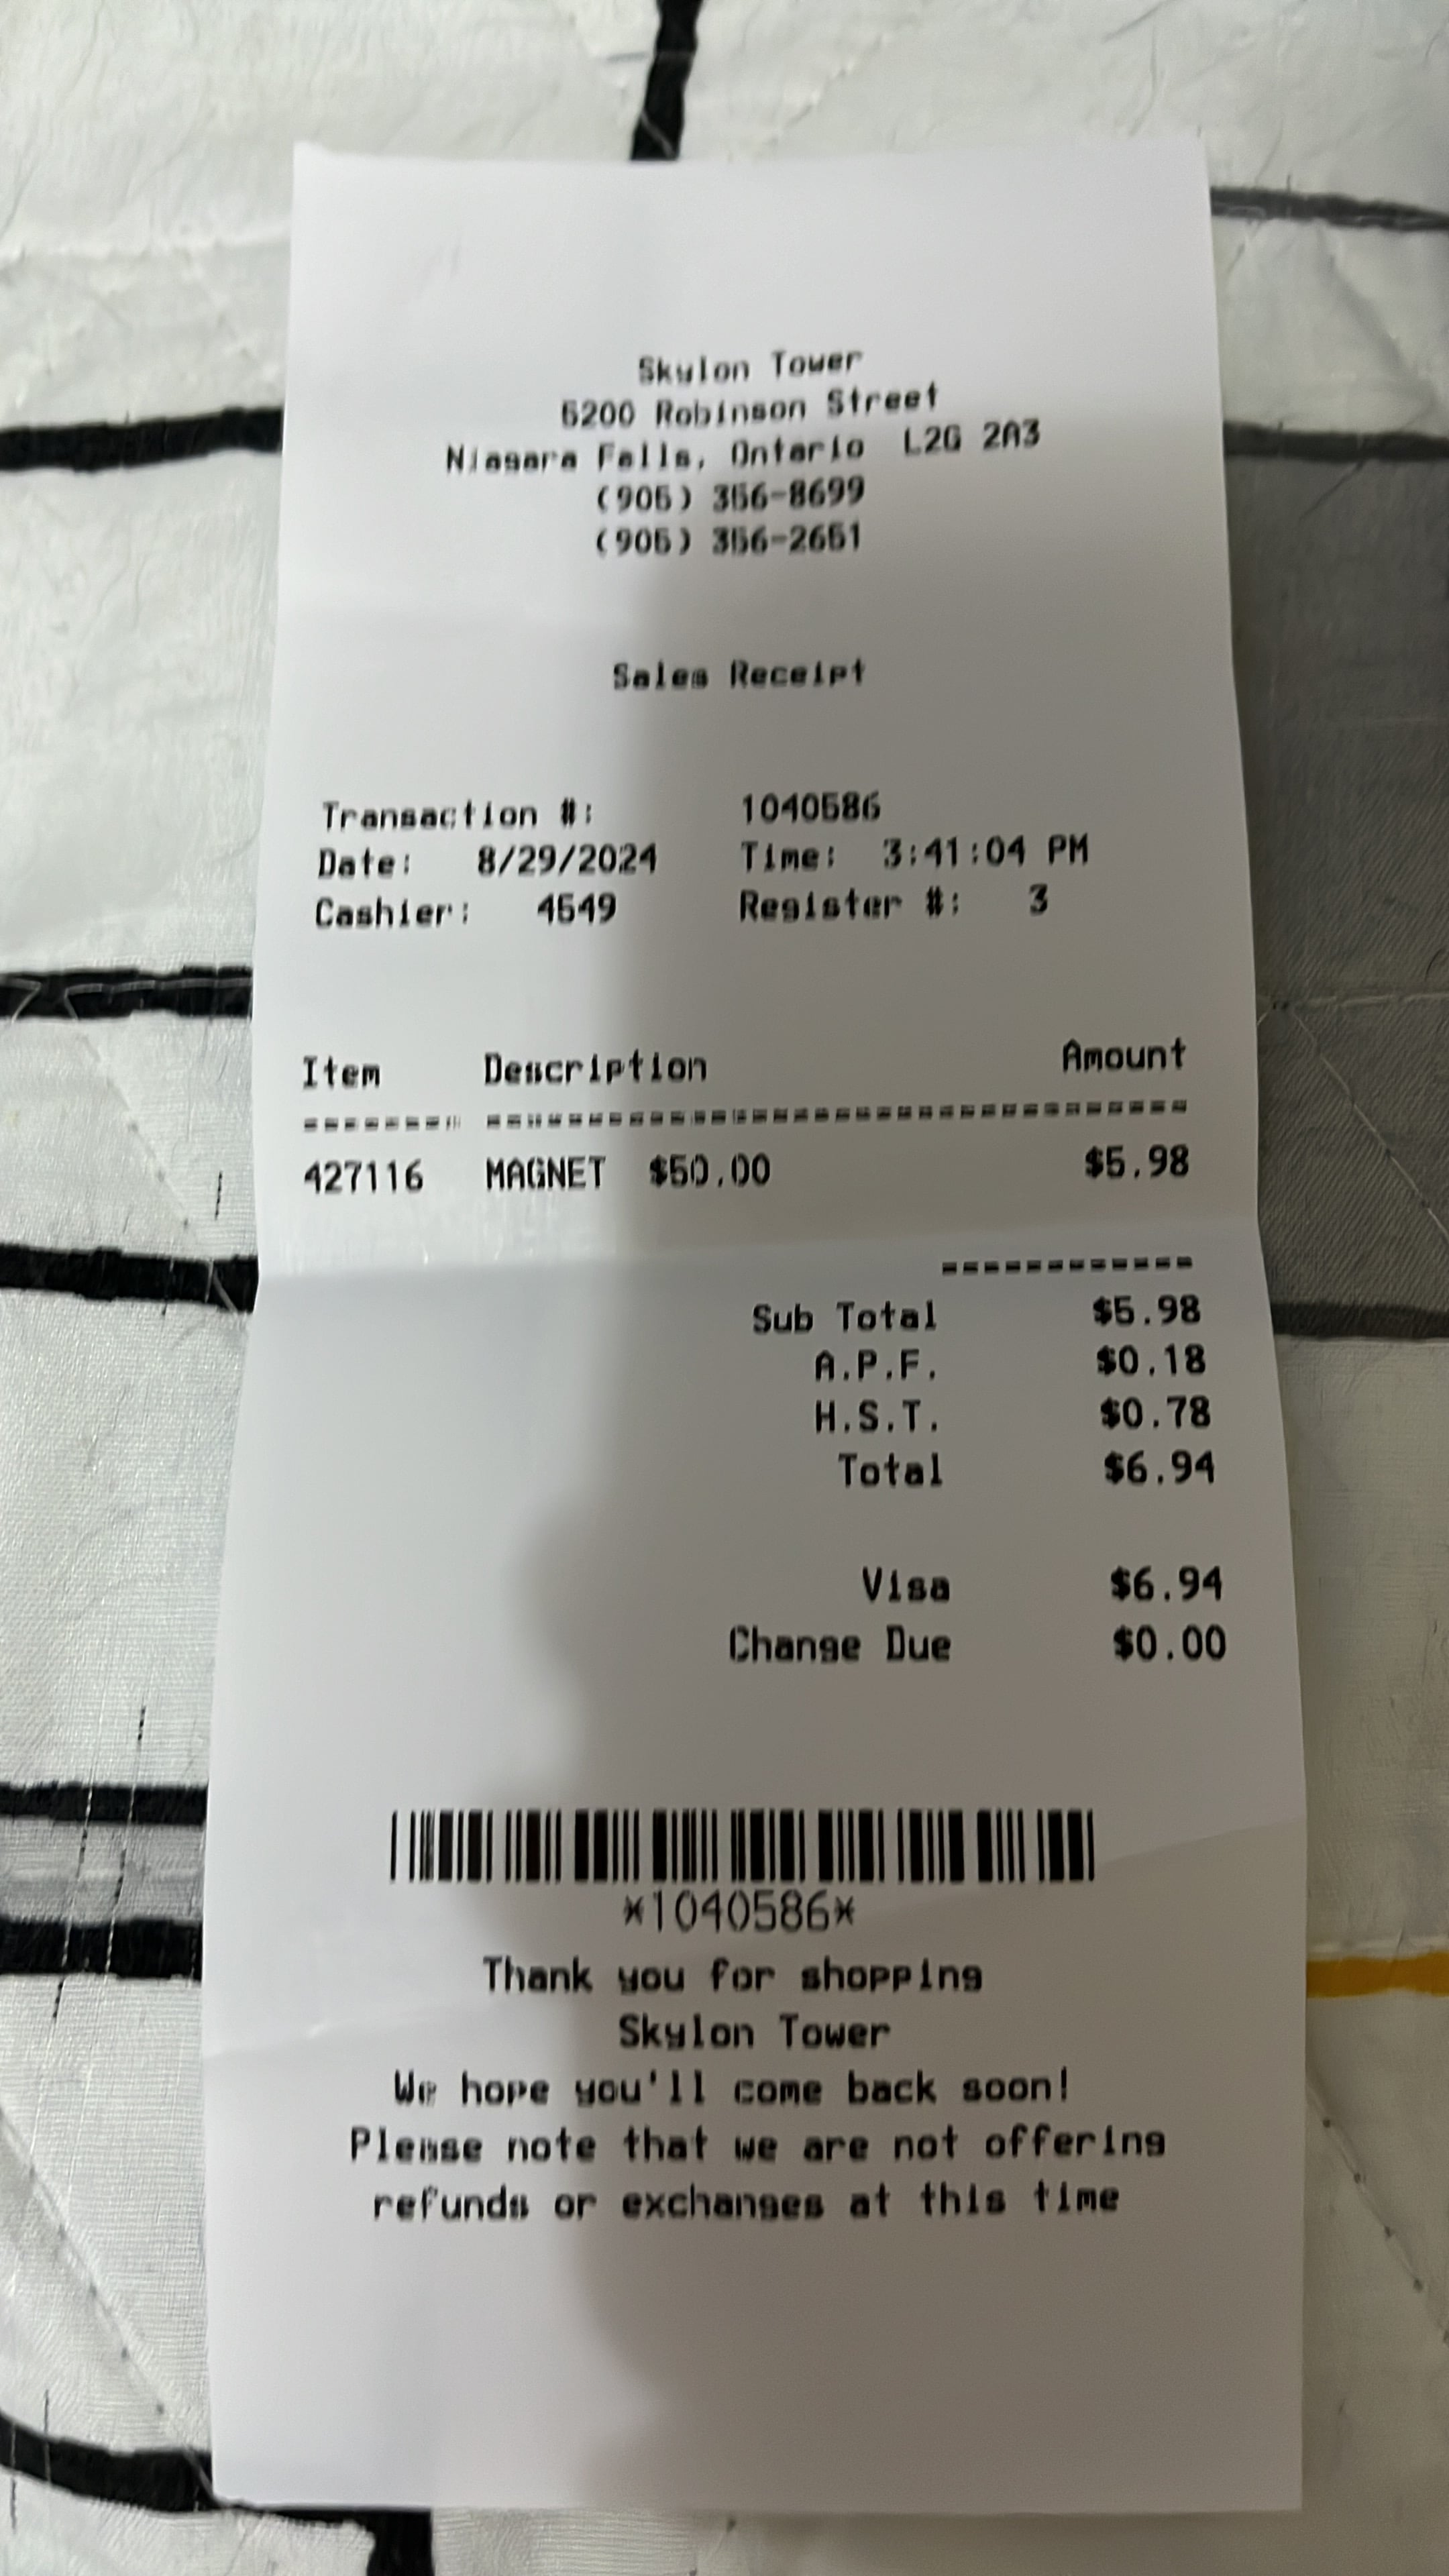 Skylon Tower
5200 Robinson Street
Niagara Falls, Ontario  L2G 2A3
(905) 356-8699
(905) 356-2651
Sales Receipt
Transaction #: 1040586
Date: 8/29/2024 Time: 3:41:04 PM
Cashier: 4549 Register #: 3
Item Description Amount
427116 MAGNET $50.00 $5.98
Sub Total $5.98
A.P.F. $0.18
H.S.T. $0.78
Total $6.94
Visa $6.94
Change Due $0.00
*1040586*
Thank you for shopping
Skylon Tower
We hope you'll come back soon!
Please note that we are not offering
refunds or exchanges at this time